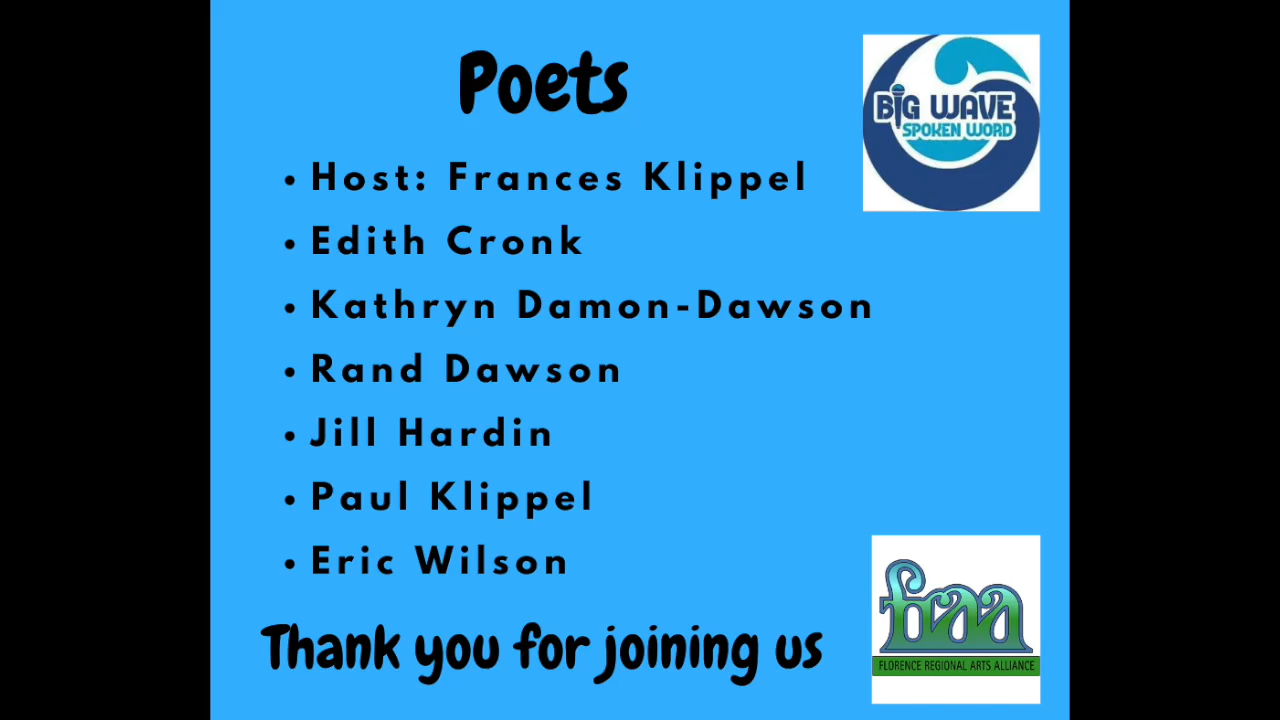 Poets
BIG WAVE
SPOKEN WORD
• Host: Frances Klippel
• Edith Cronk
• Kathryn Damon-Dawson
• Rand Dawson
• Jill Hardin
• Paul Klippel
• Eric Wilson
Thank you for joining us
fraa
FLORENCE REGIONAL ARTS ALLIANCE